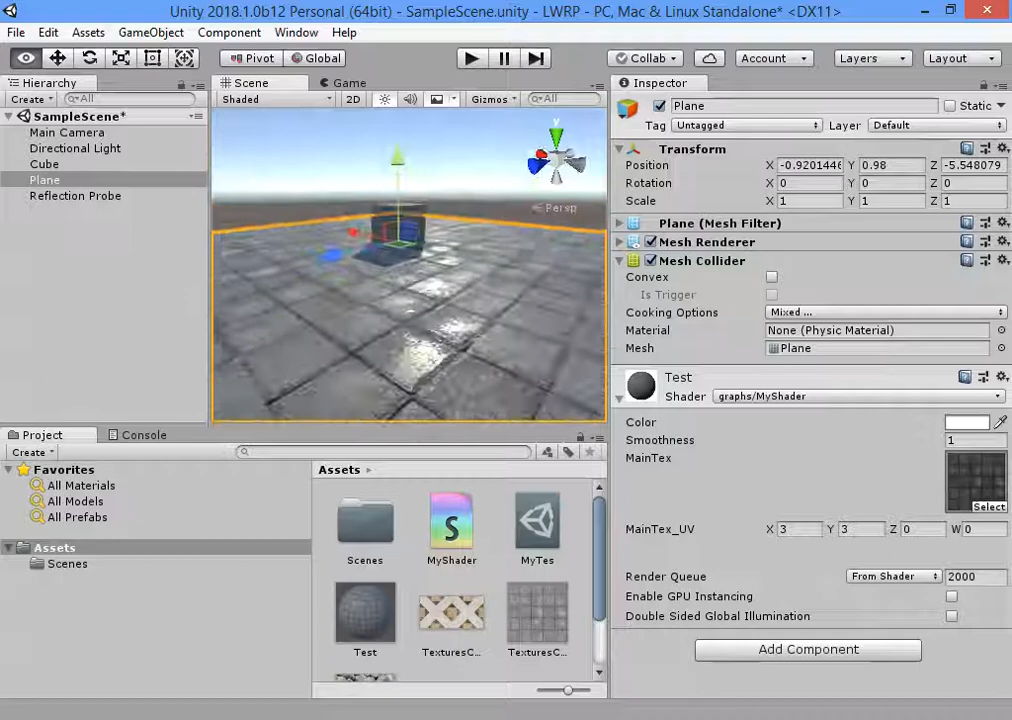 Unity 2018.1.0b12 Personal (64bit) - SampleScene.unity - LWRP - PC, Mac & Linux Standalone* <DX11>
File Edit Assets GameObject Component Window Help
Pivot Global Collab Account Layers Layout
Hierarchy
Create All
SampleScene*
Main Camera
Directional Light
Cube
Plane
Reflection Probe
Scene Game
Shaded 2D Gizmos All
y
Persp
Inspector
Plane Static
Tag Untagged Layer Default
Transform
Position X -0.9201446 Y 0.98 Z -5.548079
Rotation X 0 Y 0 Z 0
Scale X 1 Y 1 Z 1
Plane (Mesh Filter)
Mesh Renderer
Mesh Collider
Convex
Is Trigger
Cooking Options Mixed ...
Material None (Physic Material)
Mesh Plane
Test
Shader graphs/MyShader
Color
Smoothness 1
MainTex
Select
MainTex_UV X 3 Y 3 Z 0 W 0
Render Queue From Shader 2000
Enable GPU Instancing
Double Sided Global Illumination
Add Component
Project Console
Create
Favorites
All Materials
All Models
All Prefabs
Assets
Scenes
Assets
S
Scenes MyShader MyTes
Test TexturesC... TexturesC...